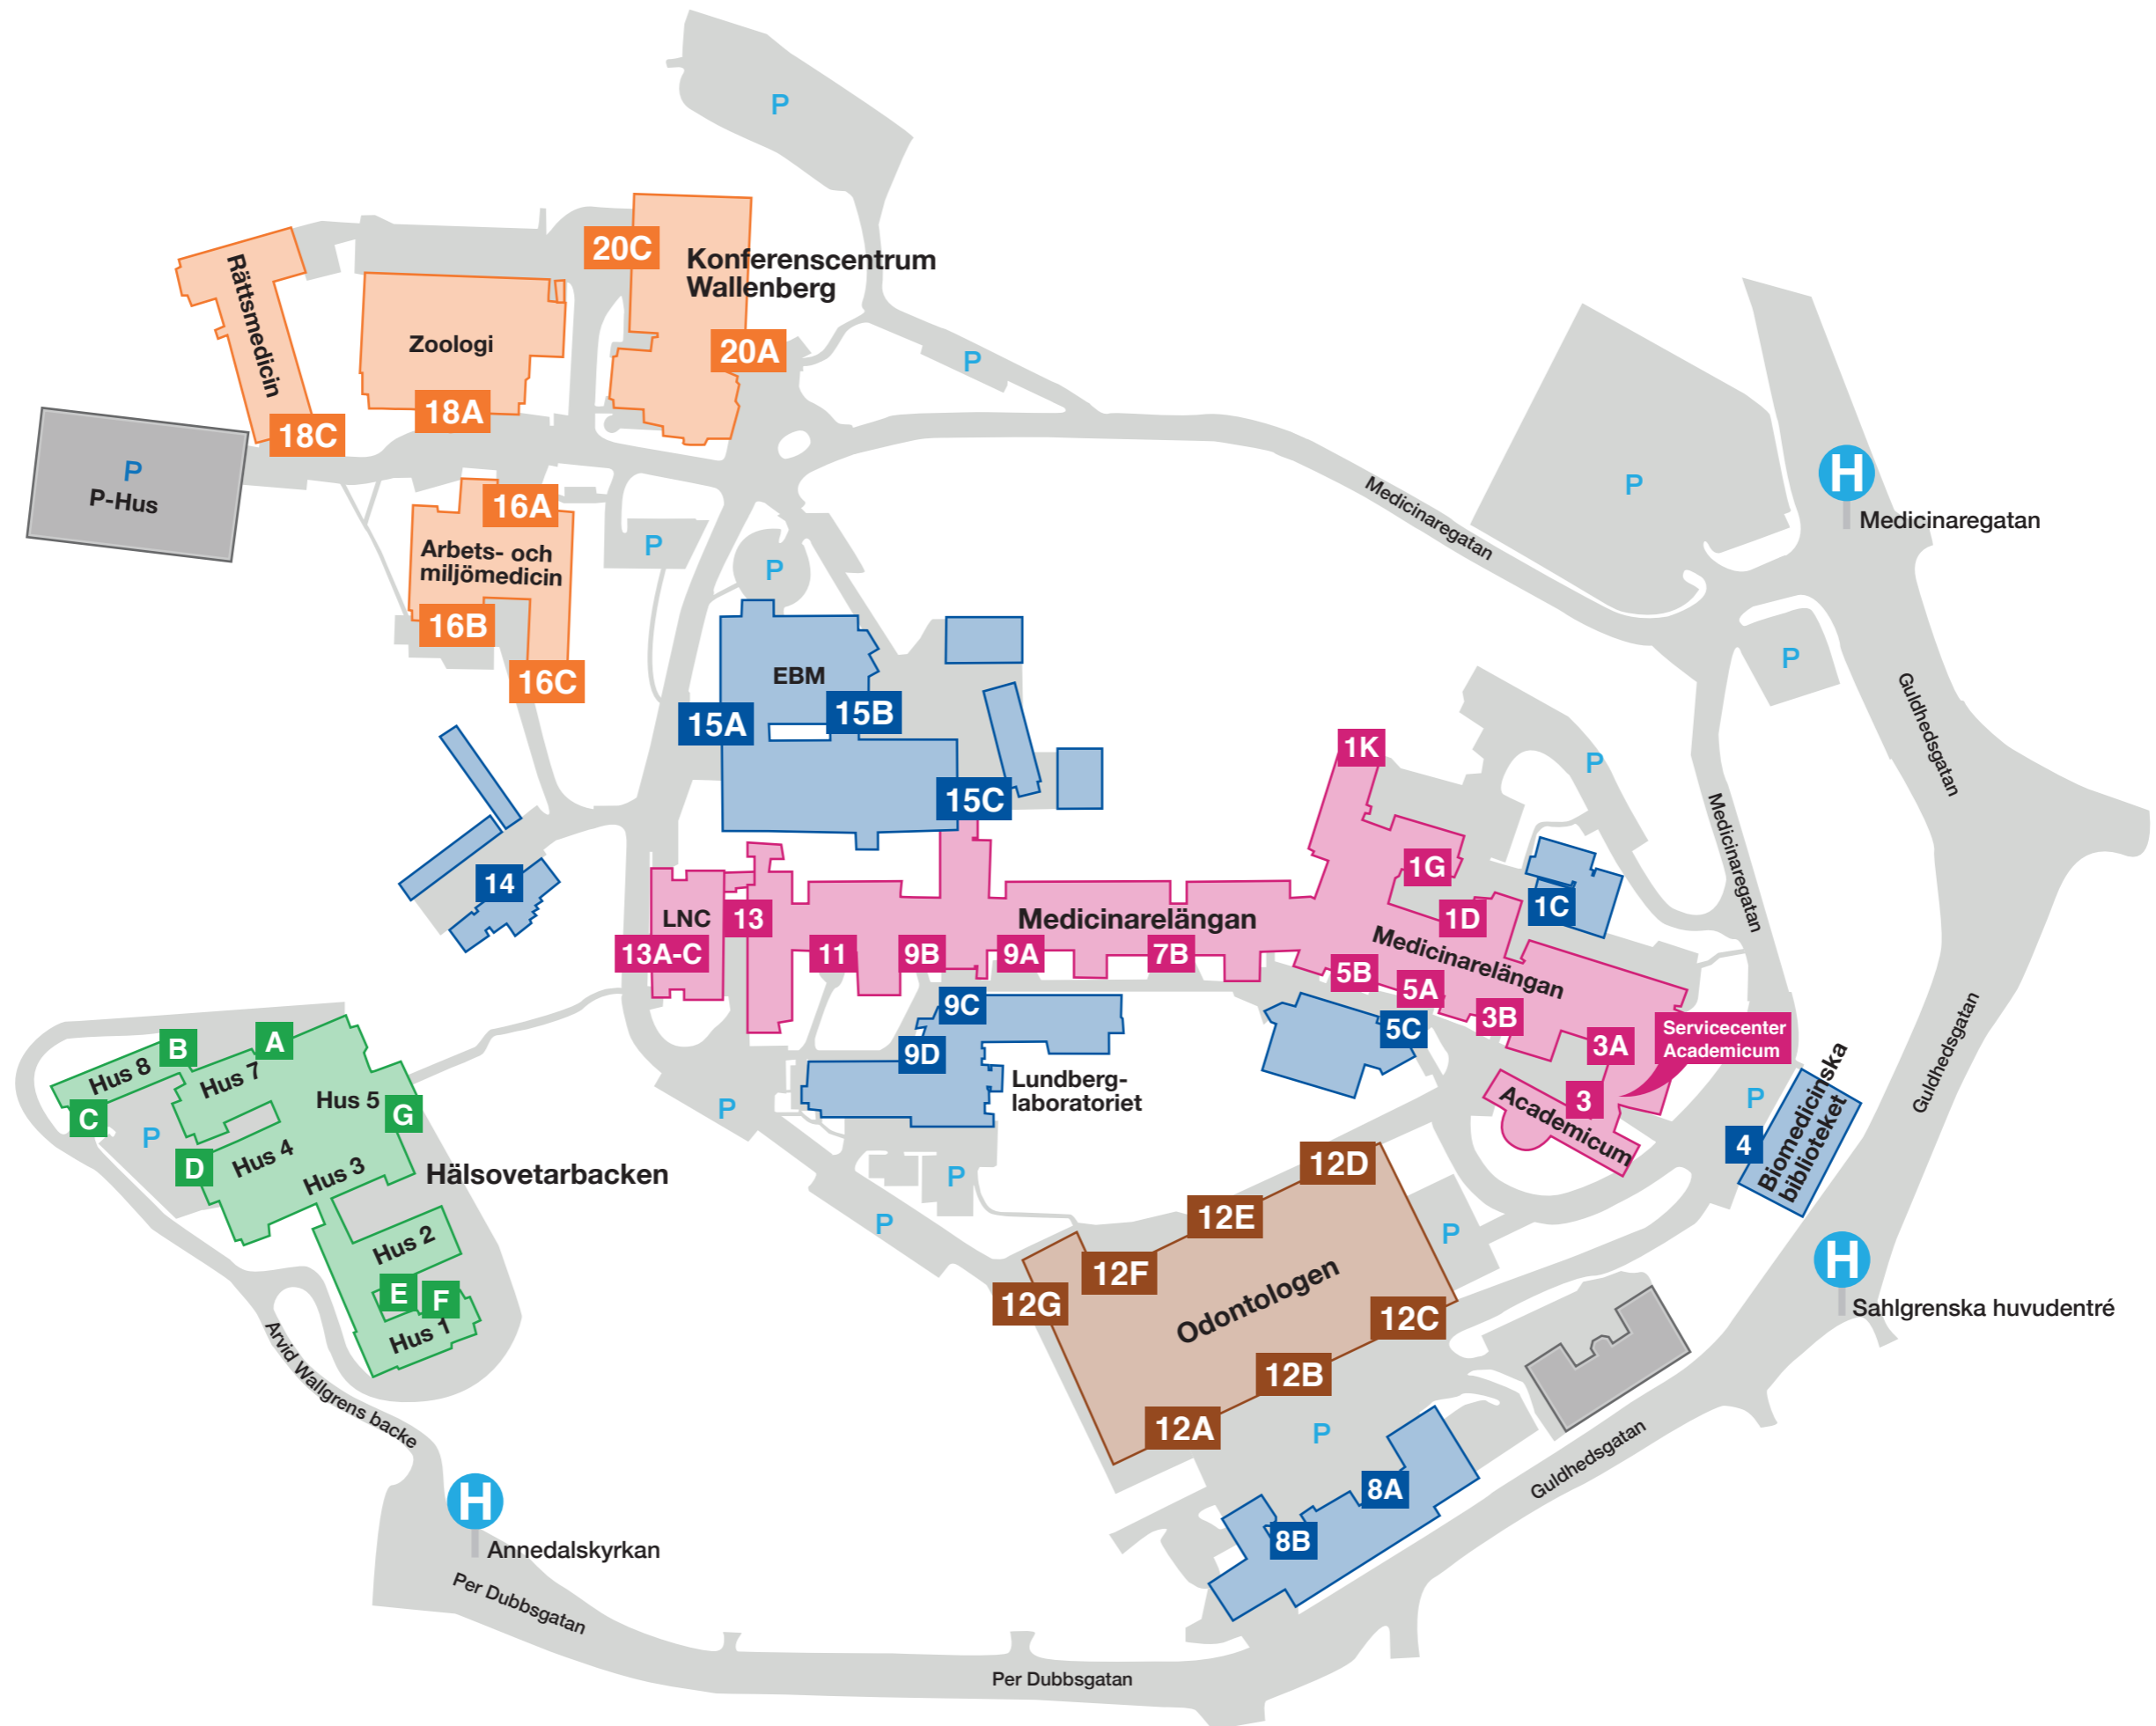 P
20C
Konferenscentrum
Wallenberg
Rättsmedicin
Zoologi
20A
P
18A
18C
P
P-Hus
Medicinaregatan
P
H
Medicinaregatan
16A
Arbets- och
miljömedicin
P
P
16B
16C
EBM
15A
15B
15C
P
Guldhedsgatan
1K
P
Medicinaregatan
14
1G
1C
1D
LNC
13
Medicinarelängan
Medicinarelängan
13A-C
11
9B
9A
7B
5B
5A
3B
3A
Servicecenter
Academicum
9C
9D
5C
Lundberg-
laboratoriet
3
Academicum
P
4
Biomedicinska
biblioteket
Guldhedsgatan
B
A
Hus 8
Hus 7
Hus 5
G
C
P
D
Hus 4
Hus 3
Hälsovetarbacken
Hus 2
E
F
Hus 1
P
P
P
12D
12E
12F
12G
Odontologen
12C
12B
12A
P
P
H
Sahlgrenska huvudentré
Arvid Wallgrens backe
8A
8B
Guldhedsgatan
H
Annedalskyrkan
Per Dubbsgatan
Per Dubbsgatan